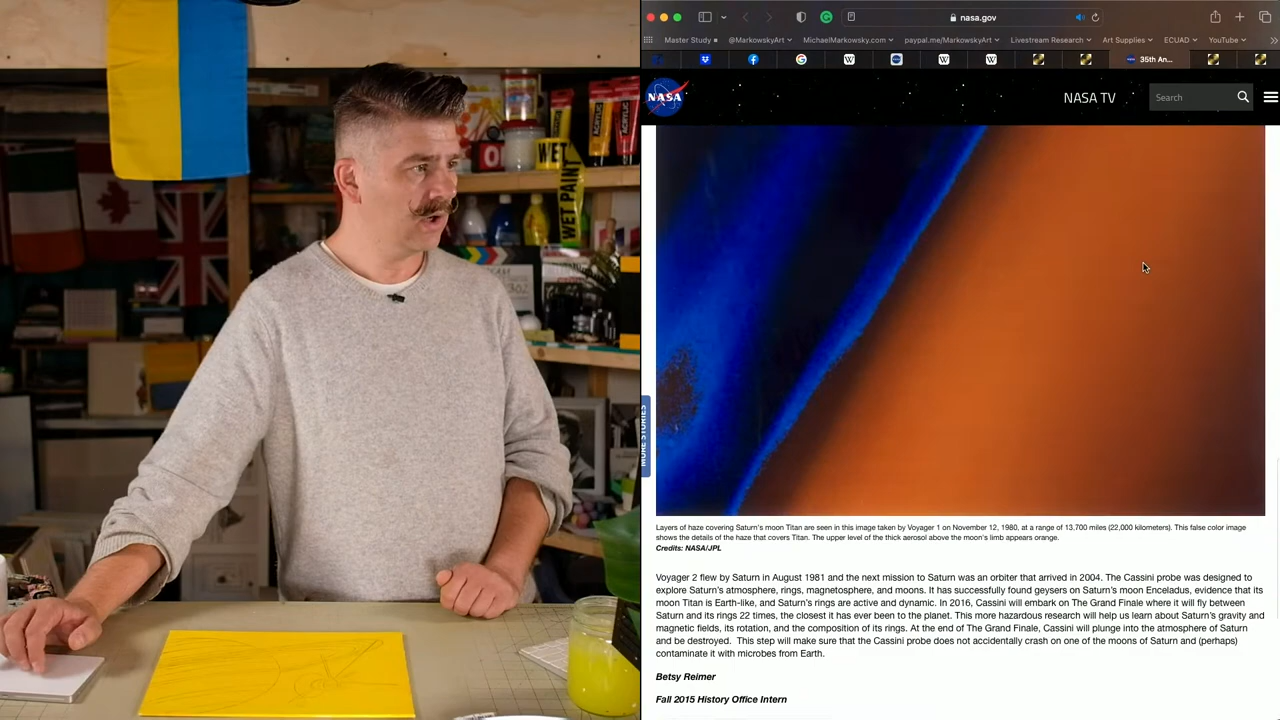 nasa.gov
Master Study
@MarkowskyArt
MichaelMarkowsky.com
paypal.me/MarkowskyArt
Livestream Research
Art Supplies
ECUAD
YouTube
35th An...
NASA
NASA TV
Search
ACRYLIC
ACRYLIC
WET
WET PAINT
MORE STORIES
Layers of haze covering Saturn's moon Titan are seen in this image taken by Voyager 1 on November 12, 1980, at a range of 13,700 miles (22,000 kilometers). This false color image
shows the details of the haze that covers Titan. The upper level of the thick aerosol above the moon's limb appears orange.
Credits: NASA/JPL
Voyager 2 flew by Saturn in August 1981 and the next mission to Saturn was an orbiter that arrived in 2004. The Cassini probe was designed to
explore Saturn's atmosphere, rings, magnetosphere, and moons. It has successfully found geysers on Saturn's moon Enceladus, evidence that its
moon Titan is Earth-like, and Saturn's rings are active and dynamic. In 2016, Cassini will embark on The Grand Finale where it will fly between
Saturn and its rings 22 times, the closest it has ever been to the planet. This more hazardous research will help us learn about Saturn's gravity and
magnetic fields, its rotation, and the composition of its rings. At the end of The Grand Finale, Cassini will plunge into the atmosphere of Saturn
and be destroyed. This step will make sure that the Cassini probe does not accidentally crash on one of the moons of Saturn and (perhaps)
contaminate it with microbes from Earth.
Betsy Reimer
Fall 2015 History Office Intern